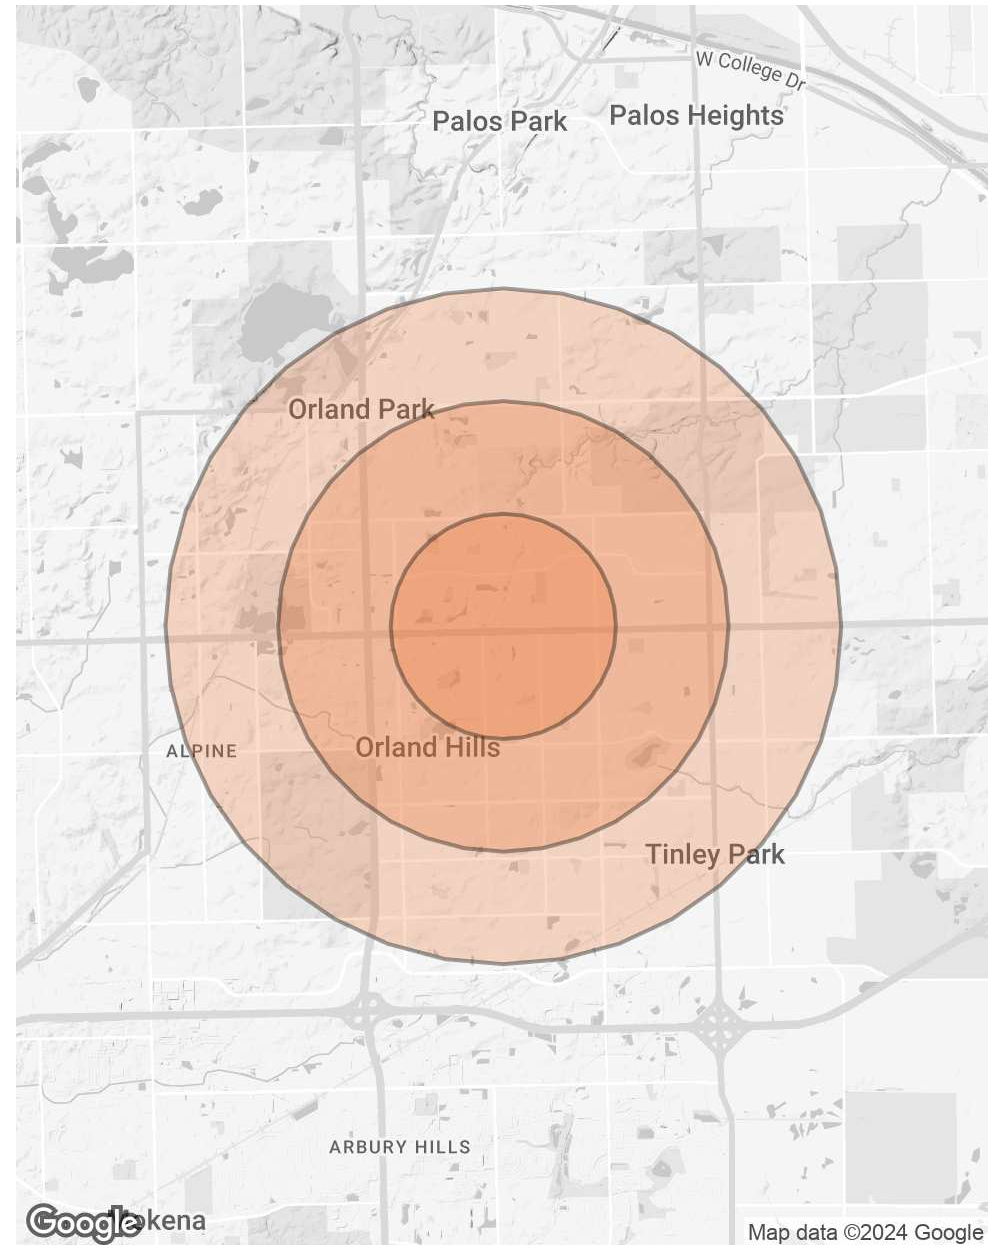 W College Dr
Palos Park
Palos Heights
Orland Park
Orland Hills
ALPINE
Tinley Park
ARBURY HILLS
Google
kena
Map data ©2024 Google